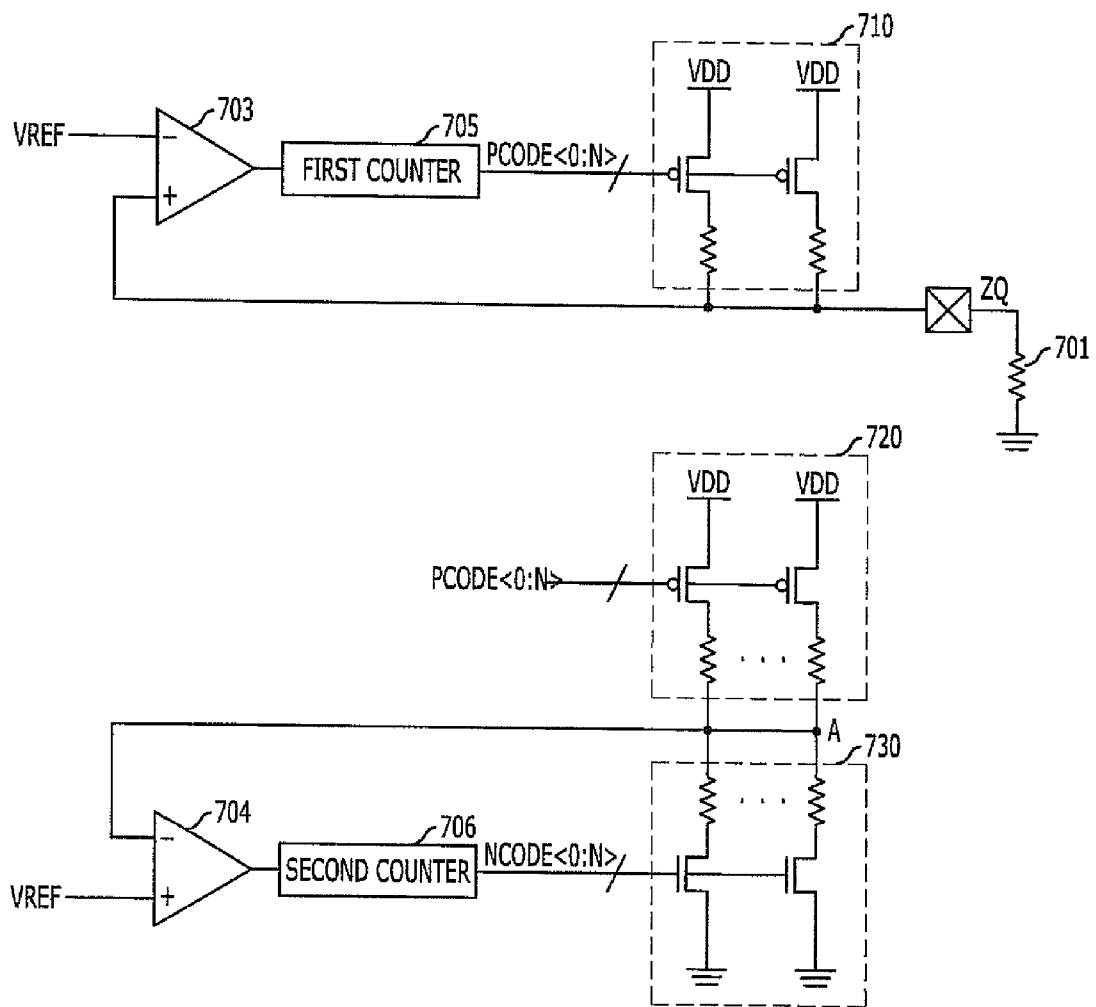 710
VDD VDD
703
VREF
−
+
705
FIRST COUNTER
PCODE<0:N>
ZQ
701
720
VDD VDD
PCODE<0:N>
. . .
A
730
. . .
704
−
+
VREF
706
SECOND COUNTER
NCODE<0:N>